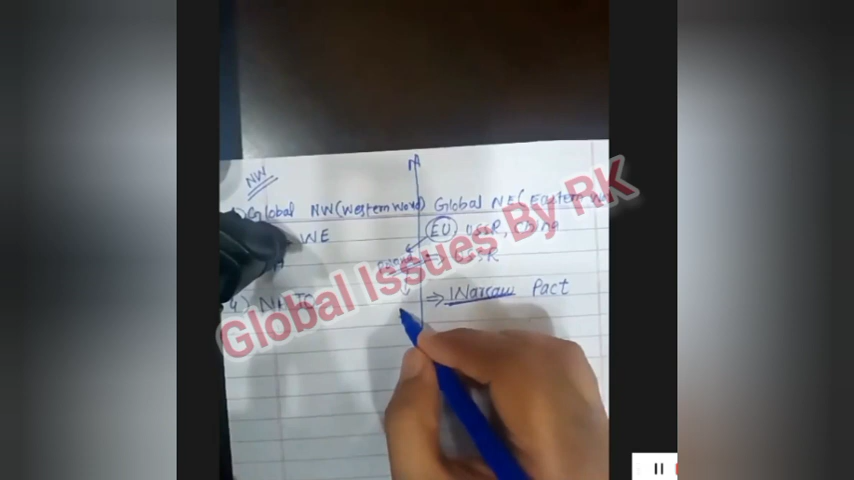 NW
Global NW (Western World) Global NE (Eastern
WE
EU USSR, China
USSR
4) NATO
⇒ Warsaw Pact
Global Issues By RK